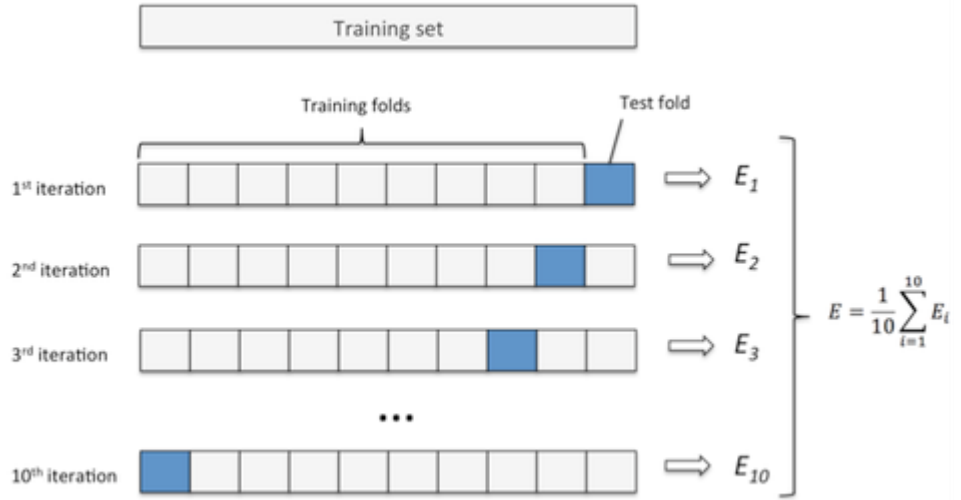 Training set
Training folds
Test fold
1st iteration
E1
2nd iteration
E2
3rd iteration
E3
...
10th iteration
E10
E = 1/10 ∑_{i=1}^{10} E_i